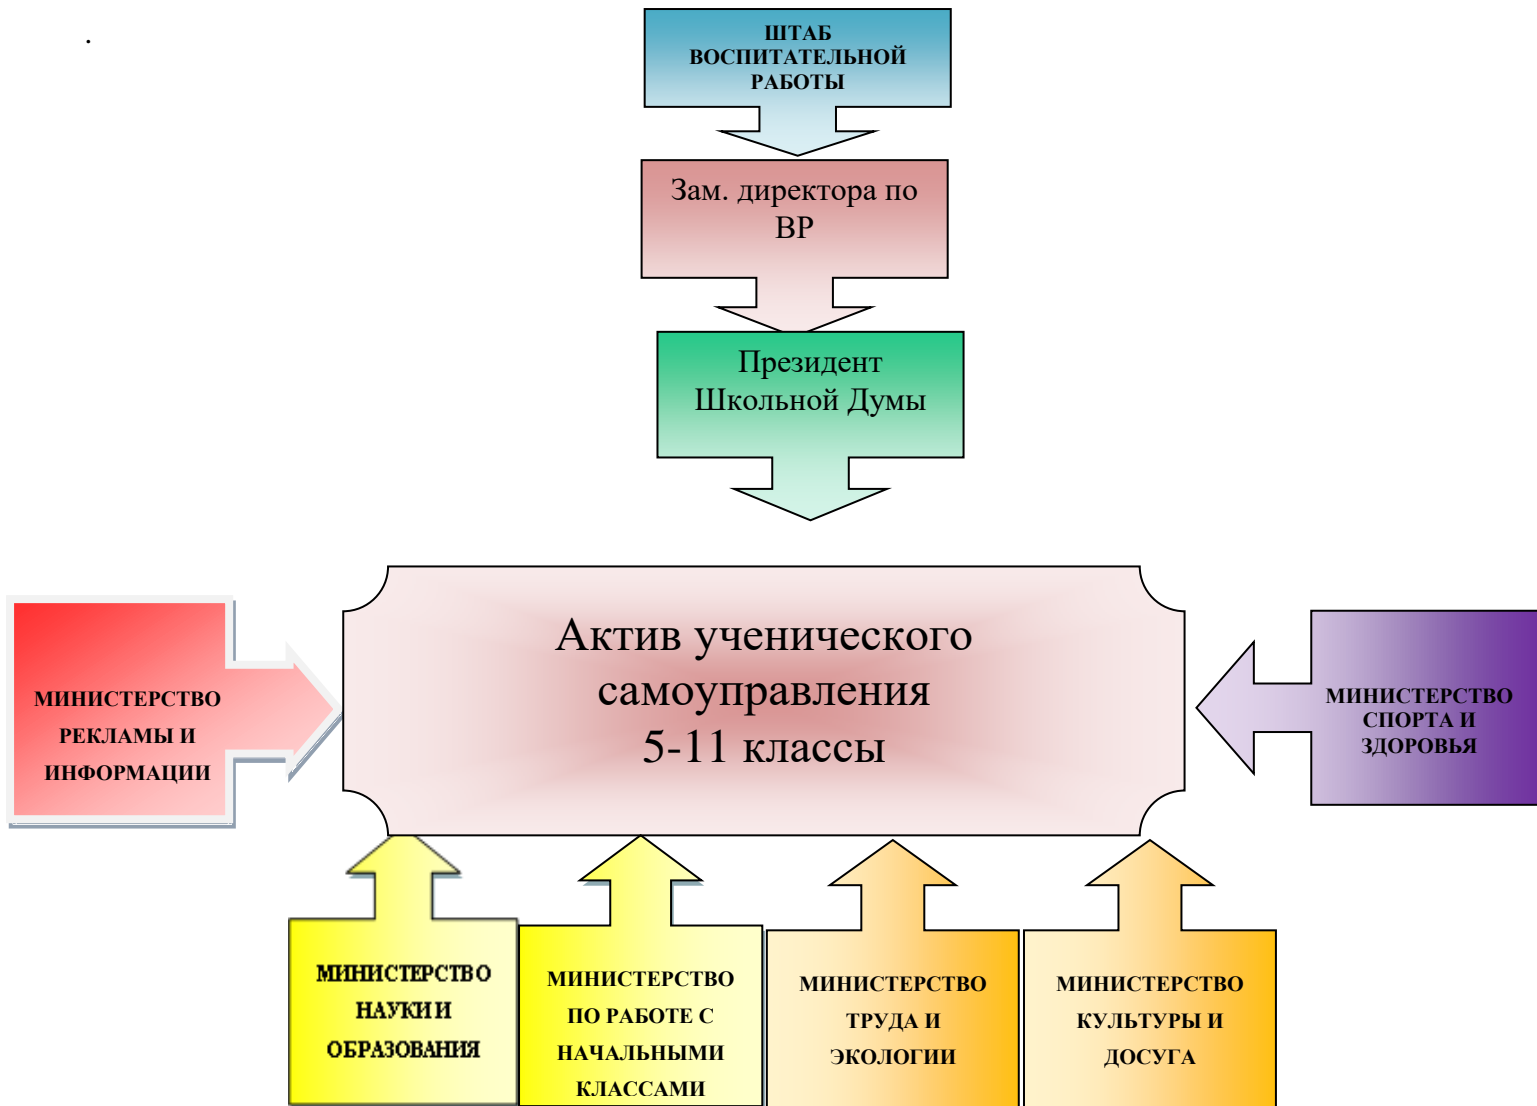 .
ШТАБ
ВОСПИТАТЕЛЬНОЙ
РАБОТЫ
Зам. директора по
ВР
Президент
Школьной Думы
Актив ученического
самоуправления
5-11 классы
МИНИСТЕРСТВО
РЕКЛАМЫ И
ИНФОРМАЦИИ
МИНИСТЕРСТВО
СПОРТА И
ЗДОРОВЬЯ
МИНИСТЕРСТВО
НАУКИ И
ОБРАЗОВАНИЯ
МИНИСТЕРСТВО
ПО РАБОТЕ С
НАЧАЛЬНЫМИ
КЛАССАМИ
МИНИСТЕРСТВО
ТРУДА И
ЭКОЛОГИИ
МИНИСТЕРСТВО
КУЛЬТУРЫ И
ДОСУГА